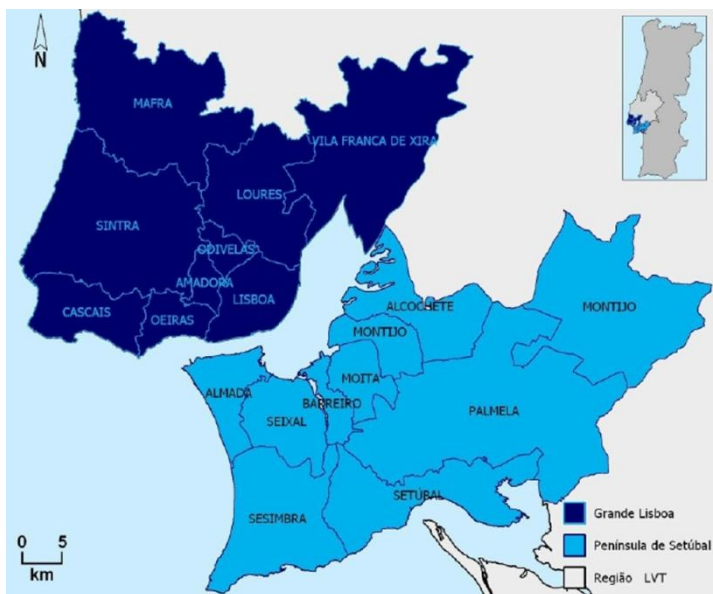 N
MAFRA
VILA FRANCA DE XIRA
LOURES
SINTRA
ODIVELAS
AMADORA
LISBOA
CASCAIS
OEIRAS
ALCOCHETE
MONTIJO
MONTIJO
MOITA
ALMADA
BARREIRO
SEIXAL
PALMELA
SETÚBAL
SESIMBRA
0 5
km
Grande Lisboa
Península de Setúbal
Região LVT